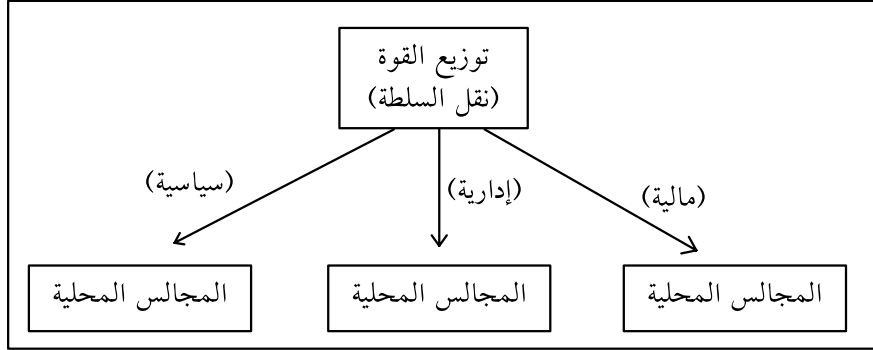 توزيع القوة
(نقل السلطة)
(مالية)
(إدارية)
(سياسية)
المجالس المحلية
المجالس المحلية
المجالس المحلية